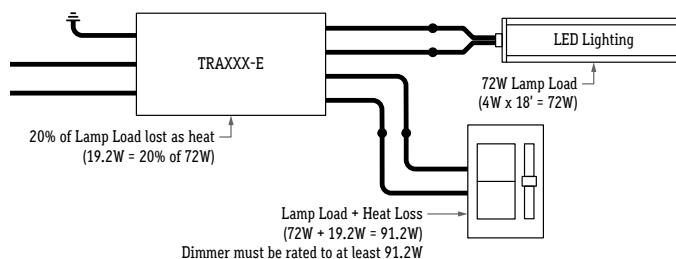 TRAXXX-E
LED Lighting
72W Lamp Load
(4W x 18' = 72W)
20% of Lamp Load lost as heat
(19.2W = 20% of 72W)
Lamp Load + Heat Loss
(72W + 19.2W = 91.2W)
Dimmer must be rated to at least 91.2W